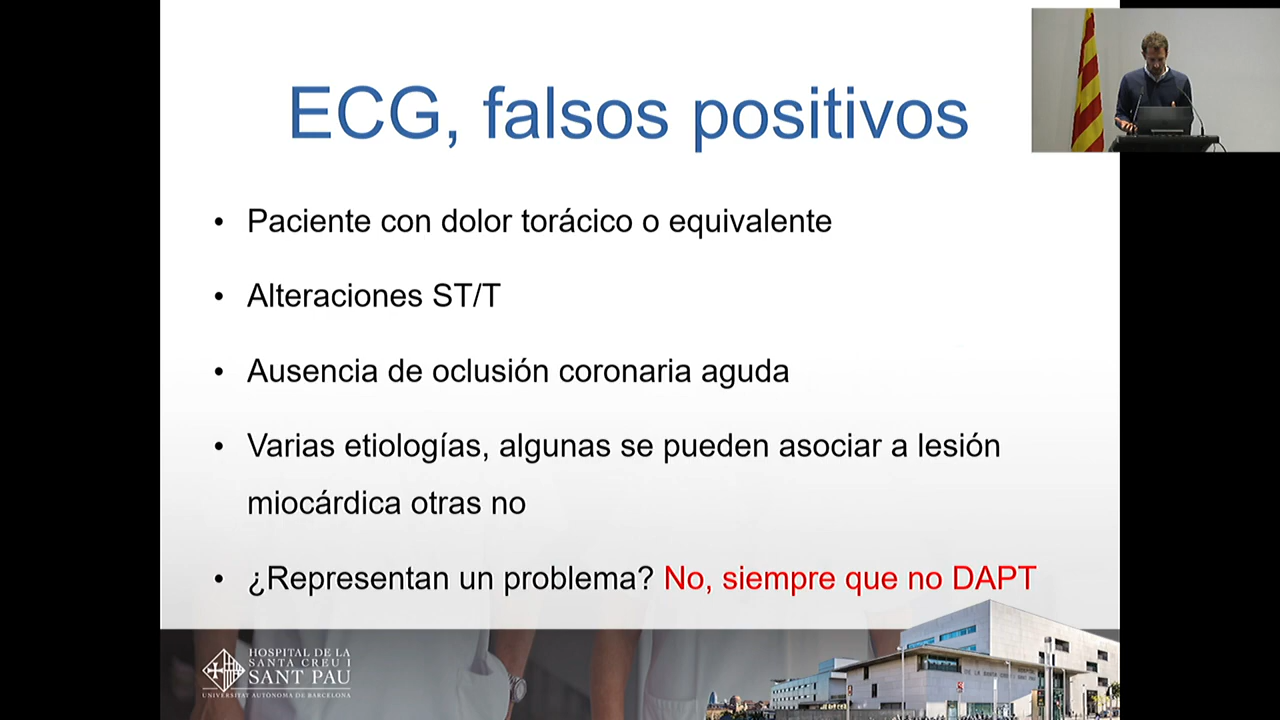 ECG, falsos positivos
• Paciente con dolor torácico o equivalente
• Alteraciones ST/T
• Ausencia de oclusión coronaria aguda
• Varias etiologías, algunas se pueden asociar a lesión
miocárdica otras no
• ¿Representan un problema? No, siempre que no DAPT
HOSPITAL DE LA
SANTA CREU I
SANT PAU
UNIVERSITAT AUTÒNOMA DE BARCELONA